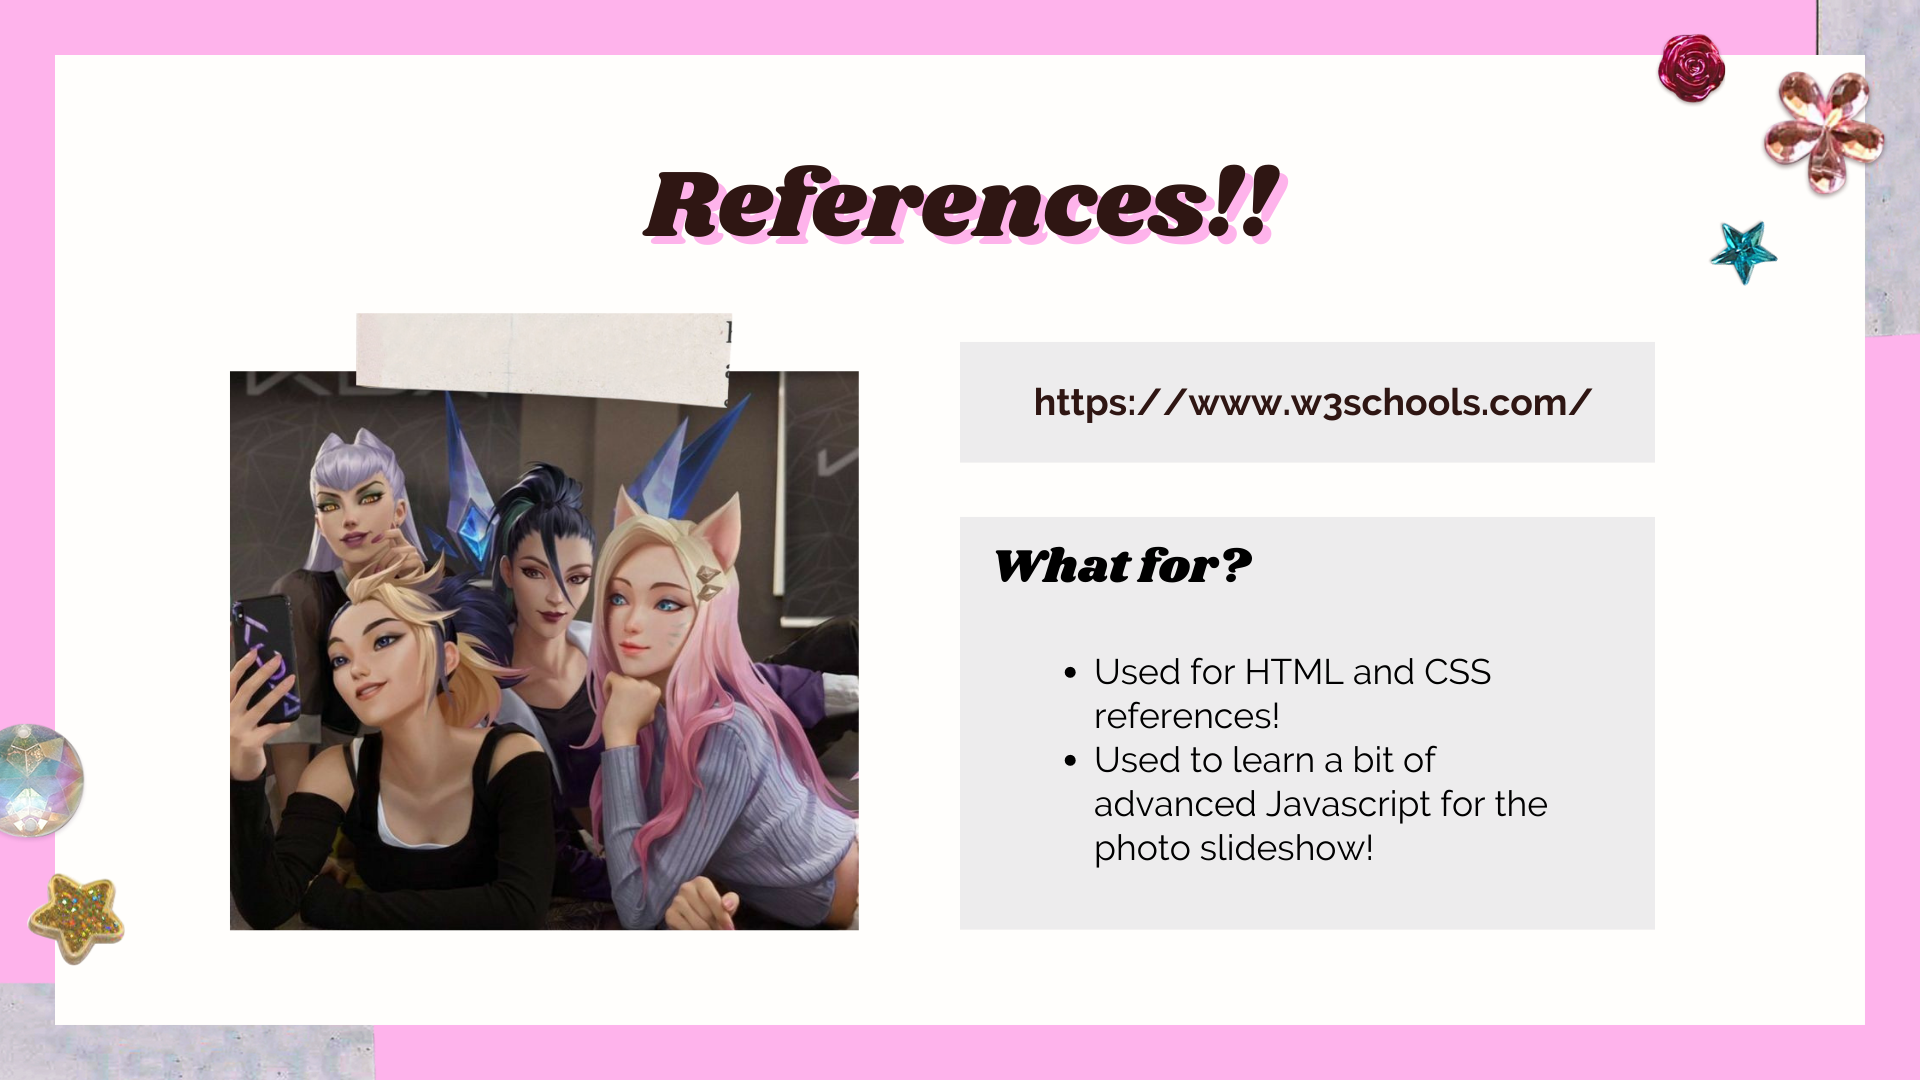 References!!
https://www.w3schools.com/
What for?
• Used for HTML and CSS
references!
• Used to learn a bit of
advanced Javascript for the
photo slideshow!